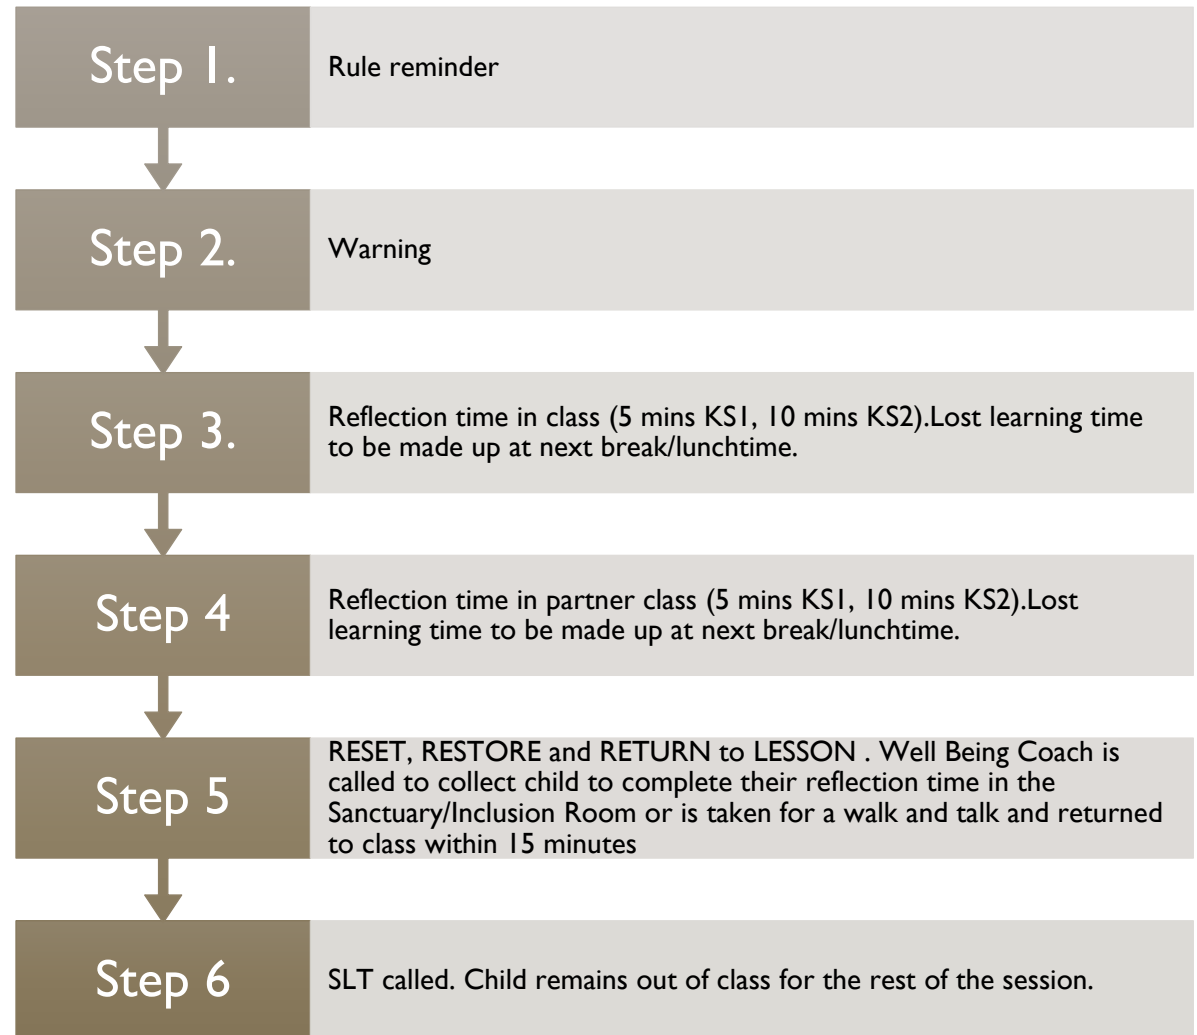 Step 1.
Rule reminder
Step 2.
Warning
Step 3.
Reflection time in class (5 mins KS1, 10 mins KS2).Lost learning time
to be made up at next break/lunchtime.
Step 4
Reflection time in partner class (5 mins KS1, 10 mins KS2).Lost
learning time to be made up at next break/lunchtime.
Step 5
RESET, RESTORE and RETURN to LESSON . Well Being Coach is
called to collect child to complete their reflection time in the
Sanctuary/Inclusion Room or is taken for a walk and talk and returned
to class within 15 minutes
Step 6
SLT called. Child remains out of class for the rest of the session.